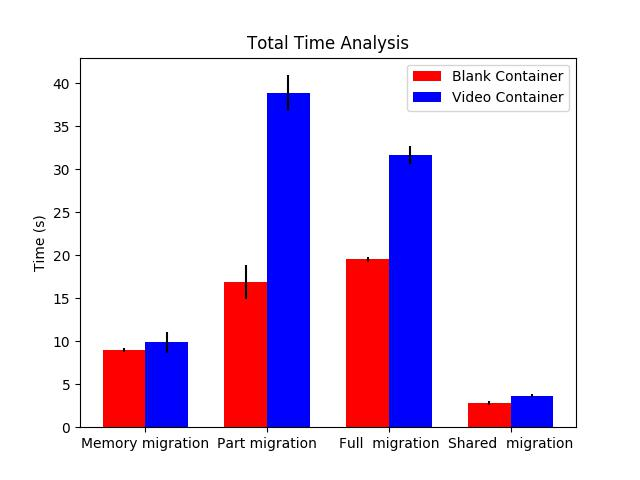 Total Time Analysis
Blank Container
Video Container
Time (s)
40
35
30
25
20
15
10
5
0
Memory migration Part migration Full  migration Shared  migration